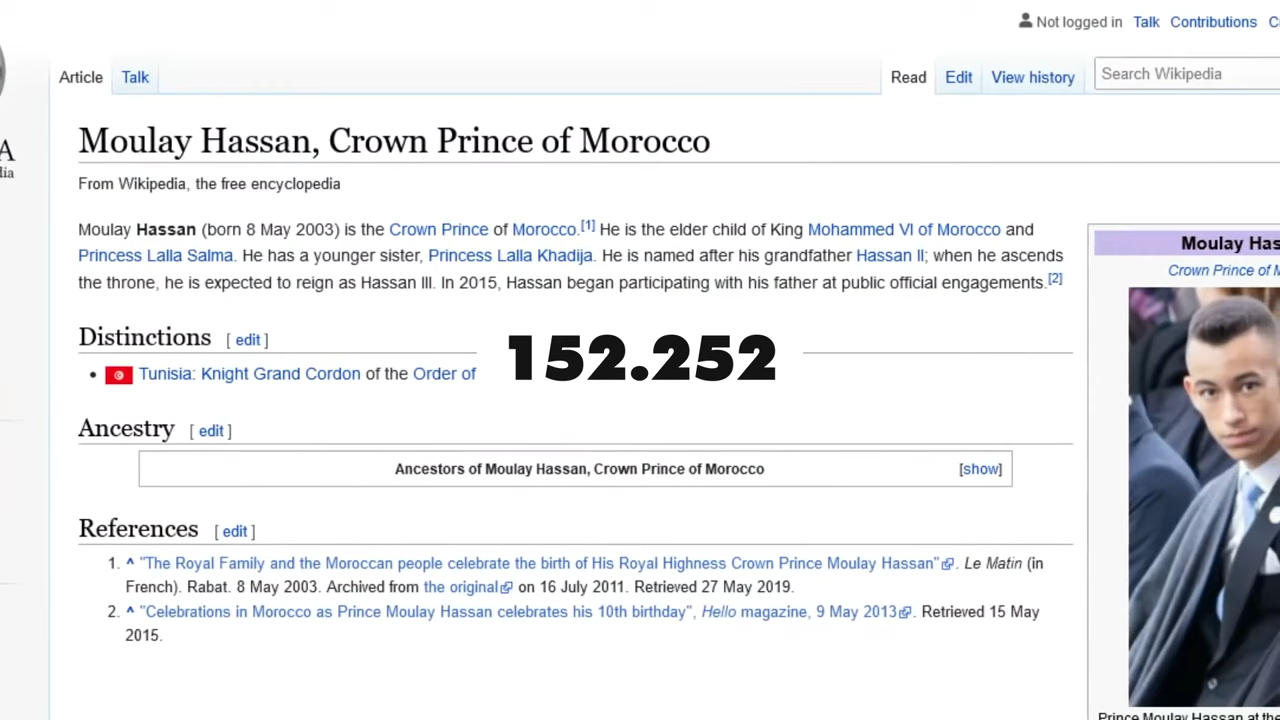 Not logged in Talk Contributions
Article Talk Read Edit View history Search Wikipedia
A
dia
Moulay Hassan, Crown Prince of Morocco
From Wikipedia, the free encyclopedia
Moulay Hassan (born 8 May 2003) is the Crown Prince of Morocco.[1] He is the elder child of King Mohammed VI of Morocco and
Princess Lalla Salma. He has a younger sister, Princess Lalla Khadija. He is named after his grandfather Hassan II; when he ascends
the throne, he is expected to reign as Hassan III. In 2015, Hassan began participating with his father at public official engagements.[2]
Moulay Has
Crown Prince of M
Distinctions [ edit ]
152.252
• Tunisia: Knight Grand Cordon of the Order of
Ancestry [ edit ]
Ancestors of Moulay Hassan, Crown Prince of Morocco [show]
References [ edit ]
1. ^ "The Royal Family and the Moroccan people celebrate the birth of His Royal Highness Crown Prince Moulay Hassan". Le Matin (in
French). Rabat. 8 May 2003. Archived from the original on 16 July 2011. Retrieved 27 May 2019.
2. ^ "Celebrations in Morocco as Prince Moulay Hassan celebrates his 10th birthday", Hello magazine, 9 May 2013. Retrieved 15 May
2015.
Prince Moulay Hassan at the